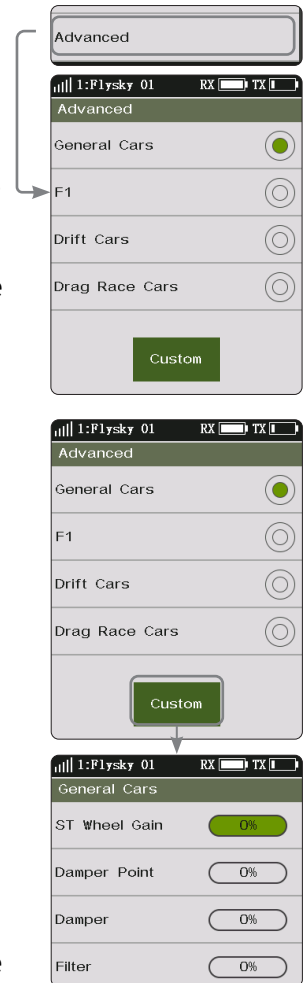 Advanced
1:Flysky 01 RX TX
Advanced
General Cars
F1
Drift Cars
Drag Race Cars
e
Custom
1:Flysky 01 RX TX
Advanced
General Cars
F1
Drift Cars
Drag Race Cars
Custom
1:Flysky 01 RX TX
General Cars
ST Wheel Gain 0%
Damper Point 0%
Damper 0%
e Filter 0%